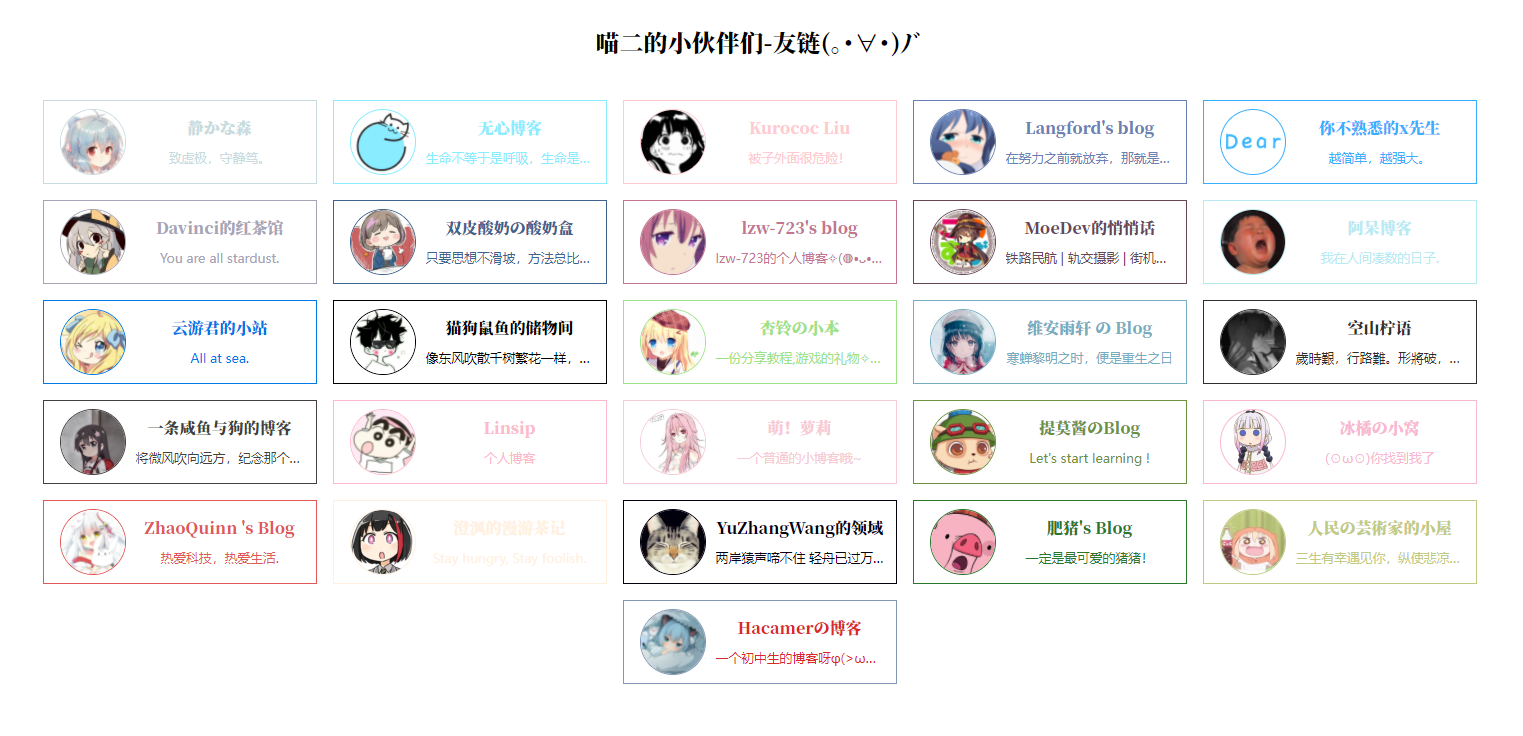 喵二的小伙伴们-友链(｡･∀･)ﾉﾞ
静かな森
致虚极，守静笃。
无心博客
生命不等于是呼吸，生命是...
Kurococ Liu
被子外面很危险！
Langford's blog
在努力之前就放弃，那就是...
Dear
你不熟悉的x先生
越简单，越强大。
Davinci的红茶馆
You are all stardust.
双皮酸奶の酸奶盒
只要思想不滑坡，方法总比...
lzw-723's blog
lzw-723的个人博客✧(◍•ᴗ•...
MoeDev的悄悄话
铁路民航 | 轨交摄影 | 街机...
阿呆博客
我在人间凑数的日子.
云游君的小站
All at sea.
猫狗鼠鱼的储物间
像东风吹散千树繁花一样，...
杏铃の小本
一份分享教程,游戏的礼物✧...
维安雨轩 の Blog
寒蝉黎明之时，便是重生之日
空山柠语
歲時艱，行路難。形將破，...
一条咸鱼与狗的博客
将微风吹向远方，纪念那个...
Linsip
个人博客
萌！萝莉
一个普通的小博客哦~
提莫酱のBlog
Let's start learning !
冰橘の小窝
(⊙ω⊙)你找到我了
ZhaoQuinn 's Blog
热爱科技，热爱生活.
澄沨的漫游茶记
Stay hungry, Stay foolish.
YuZhangWang的领域
两岸猿声啼不住 轻舟已过万...
肥猪's Blog
一定是最可爱的猪猪！
人民の芸術家的小屋
三生有幸遇见你，纵使悲凉...
Hacamerの博客
一个初中生的博客呀φ(>ω...